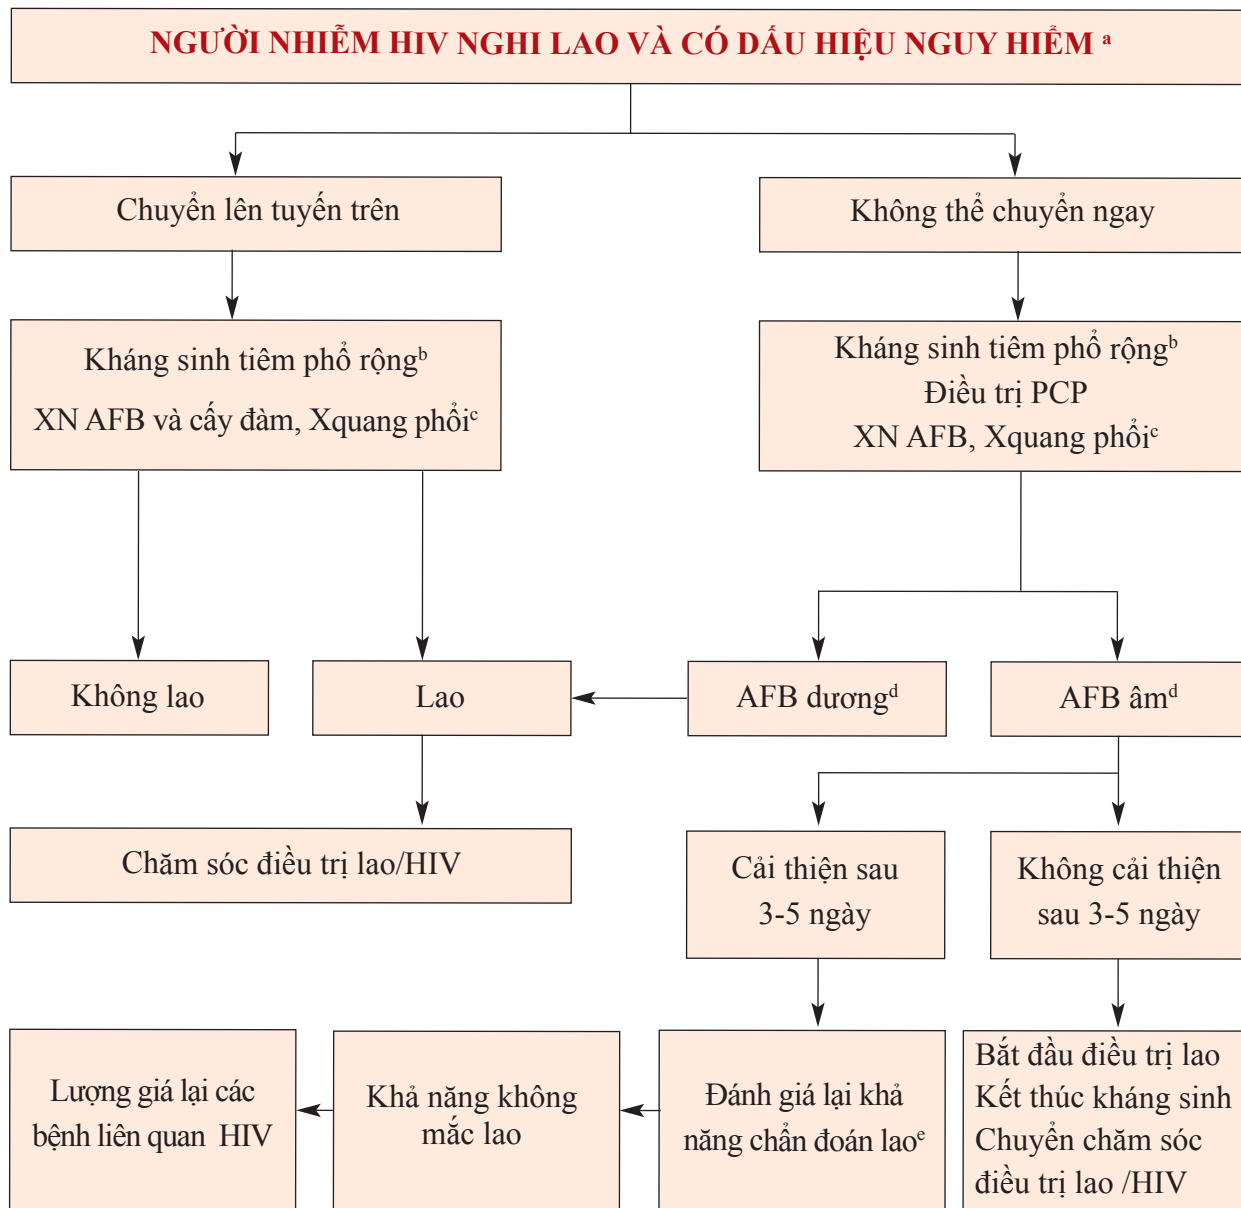 NGƯỜI NHIỄM HIV NGHI LAO VÀ CÓ DẤU HIỆU NGUY HIỂM ᵃ
Chuyển lên tuyến trên
Không thể chuyển ngay
Kháng sinh tiêm phổ rộngᵇ
XN AFB và cấy đàm, Xquang phổiᶜ
Kháng sinh tiêm phổ rộngᵇ
Điều trị PCP
XN AFB, Xquang phổiᶜ
Không lao
Lao
AFB dươngᵈ
AFB âmᵈ
Chăm sóc điều trị lao/HIV
Cải thiện sau
3-5 ngày
Không cải thiện
sau 3-5 ngày
Lượng giá lại các
bệnh liên quan HIV
Khả năng không
mắc lao
Đánh giá lại khả
năng chẩn đoán laoᵉ
Bắt đầu điều trị lao
Kết thúc kháng sinh
Chuyển chăm sóc
điều trị lao /HIV